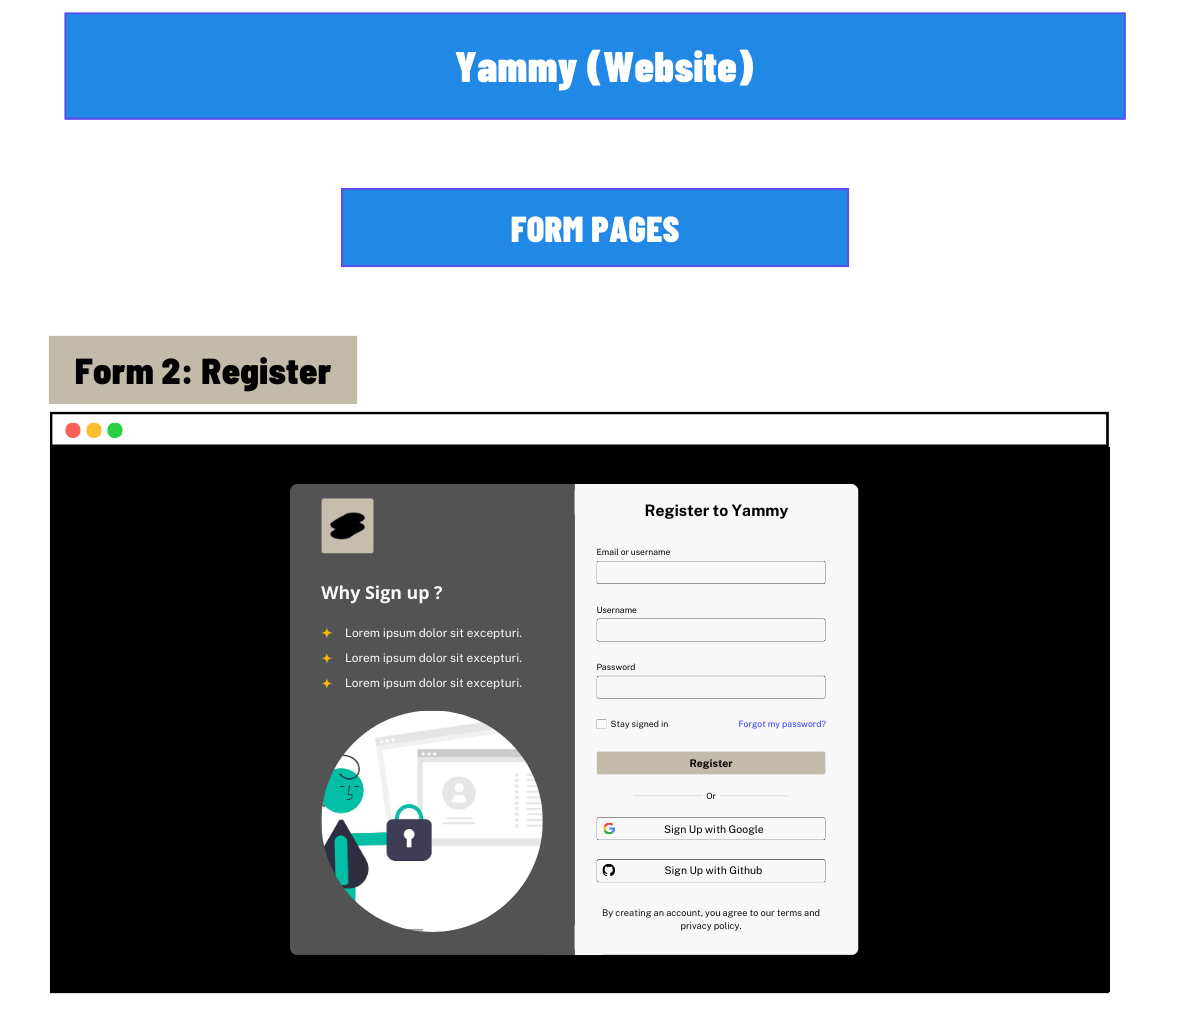 Yammy (Website)
FORM PAGES
Form 2: Register
Why Sign up ?
Lorem ipsum dolor sit excepturi.
Lorem ipsum dolor sit excepturi.
Lorem ipsum dolor sit excepturi.
Register to Yammy
Email or username
Username
Password
Stay signed in
Forgot my password?
Register
Or
Sign Up with Google
Sign Up with Github
By creating an account, you agree to our terms and
privacy policy.